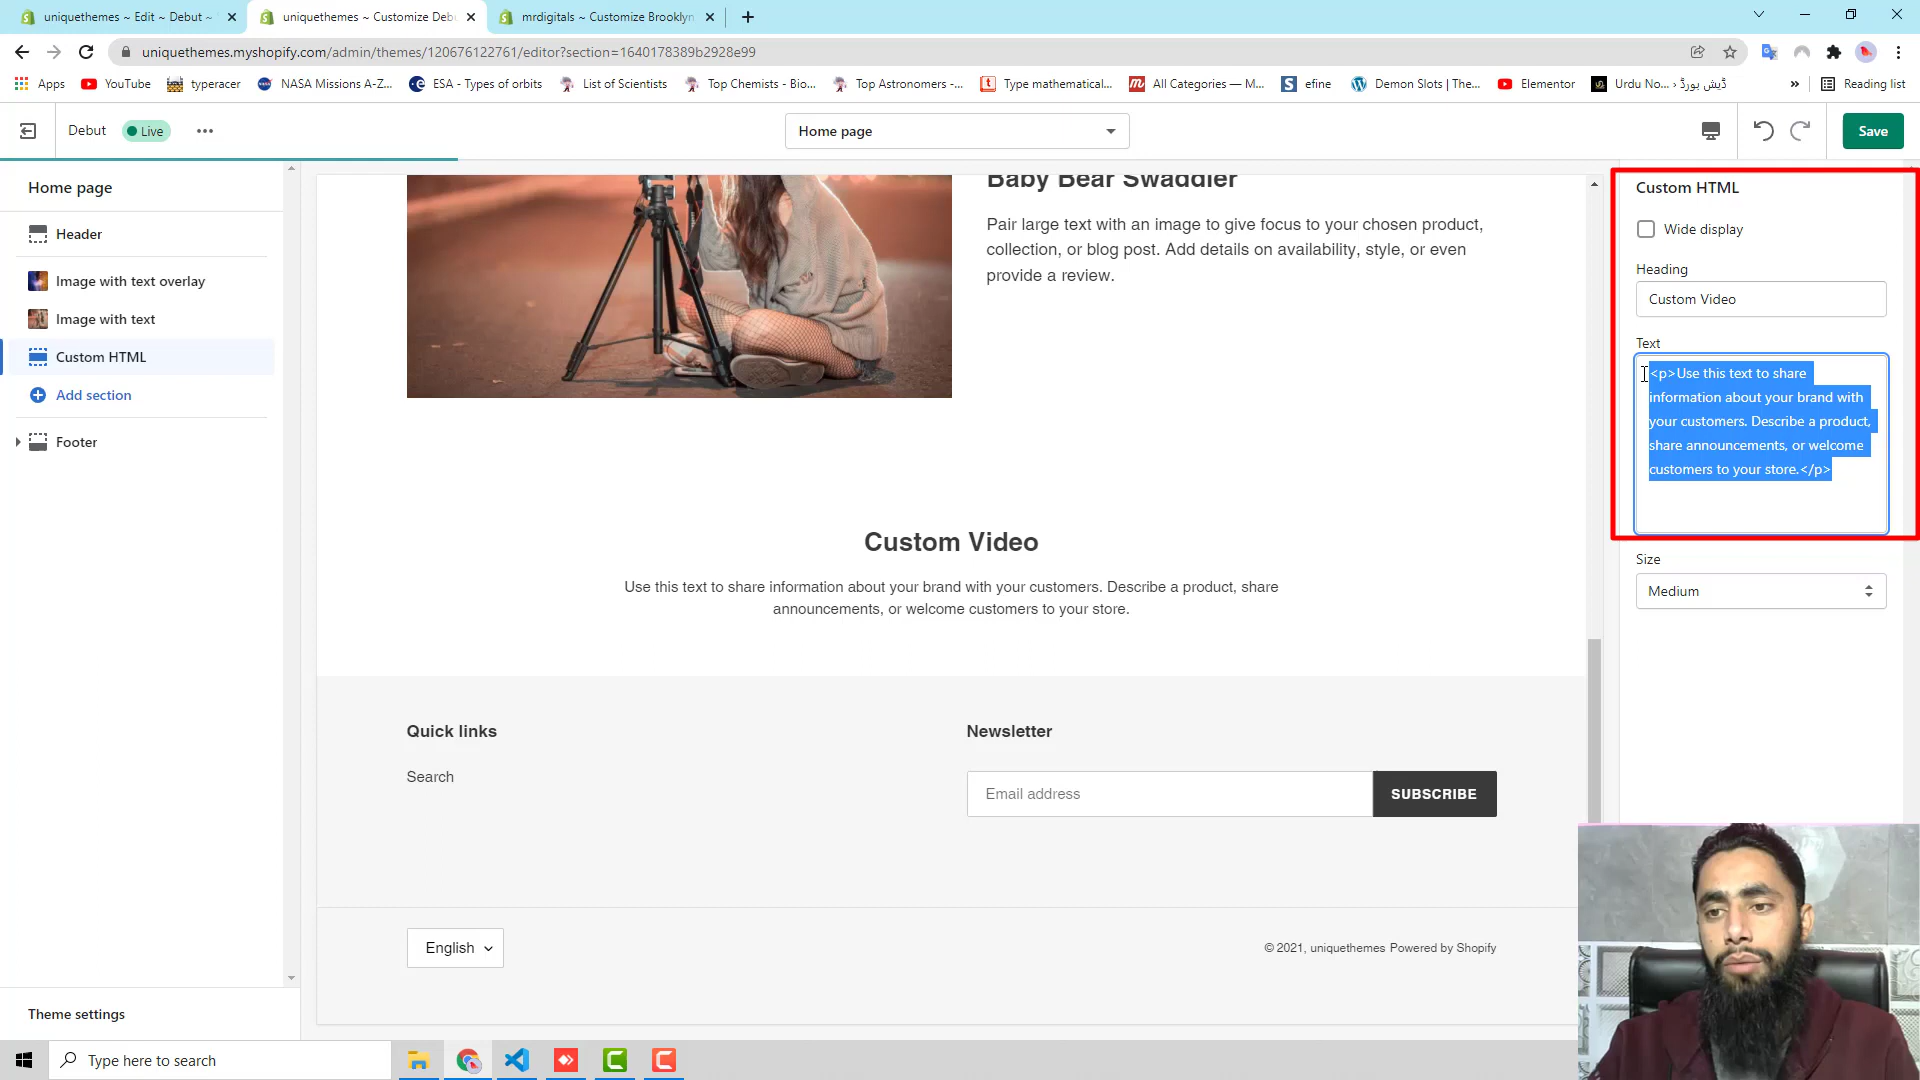 uniquethemes ~ Edit ~ Debut ~
uniquethemes ~ Customize Debu
mrdigitals ~ Customize Brooklyn
uniquethemes.myshopify.com/admin/themes/120676122761/editor?section=1640178389b2928e99
Apps
YouTube
typeracer
NASA Missions A-Z...
ESA - Types of orbits
List of Scientists
Top Chemists - Bio...
Top Astronomers -...
Type mathematical...
All Categories — M...
efine
Demon Slots | The...
Elementor
Urdu No... › ڈیش بورڈ
»
Reading list
Debut
Live
Home page
Save
Home page
Header
Image with text overlay
Image with text
Custom HTML
Add section
Footer
Theme settings
Baby Bear Swaddler
Pair large text with an image to give focus to your chosen product,
collection, or blog post. Add details on availability, style, or even
provide a review.
Custom Video
Use this text to share information about your brand with your customers. Describe a product, share
announcements, or welcome customers to your store.
Quick links
Search
Newsletter
Email address
SUBSCRIBE
English
© 2021, uniquethemes Powered by Shopify
Custom HTML
Wide display
Heading
Custom Video
Text
<p>Use this text to share
information about your brand with
your customers. Describe a product,
share announcements, or welcome
customers to your store.</p>
Size
Medium
Type here to search